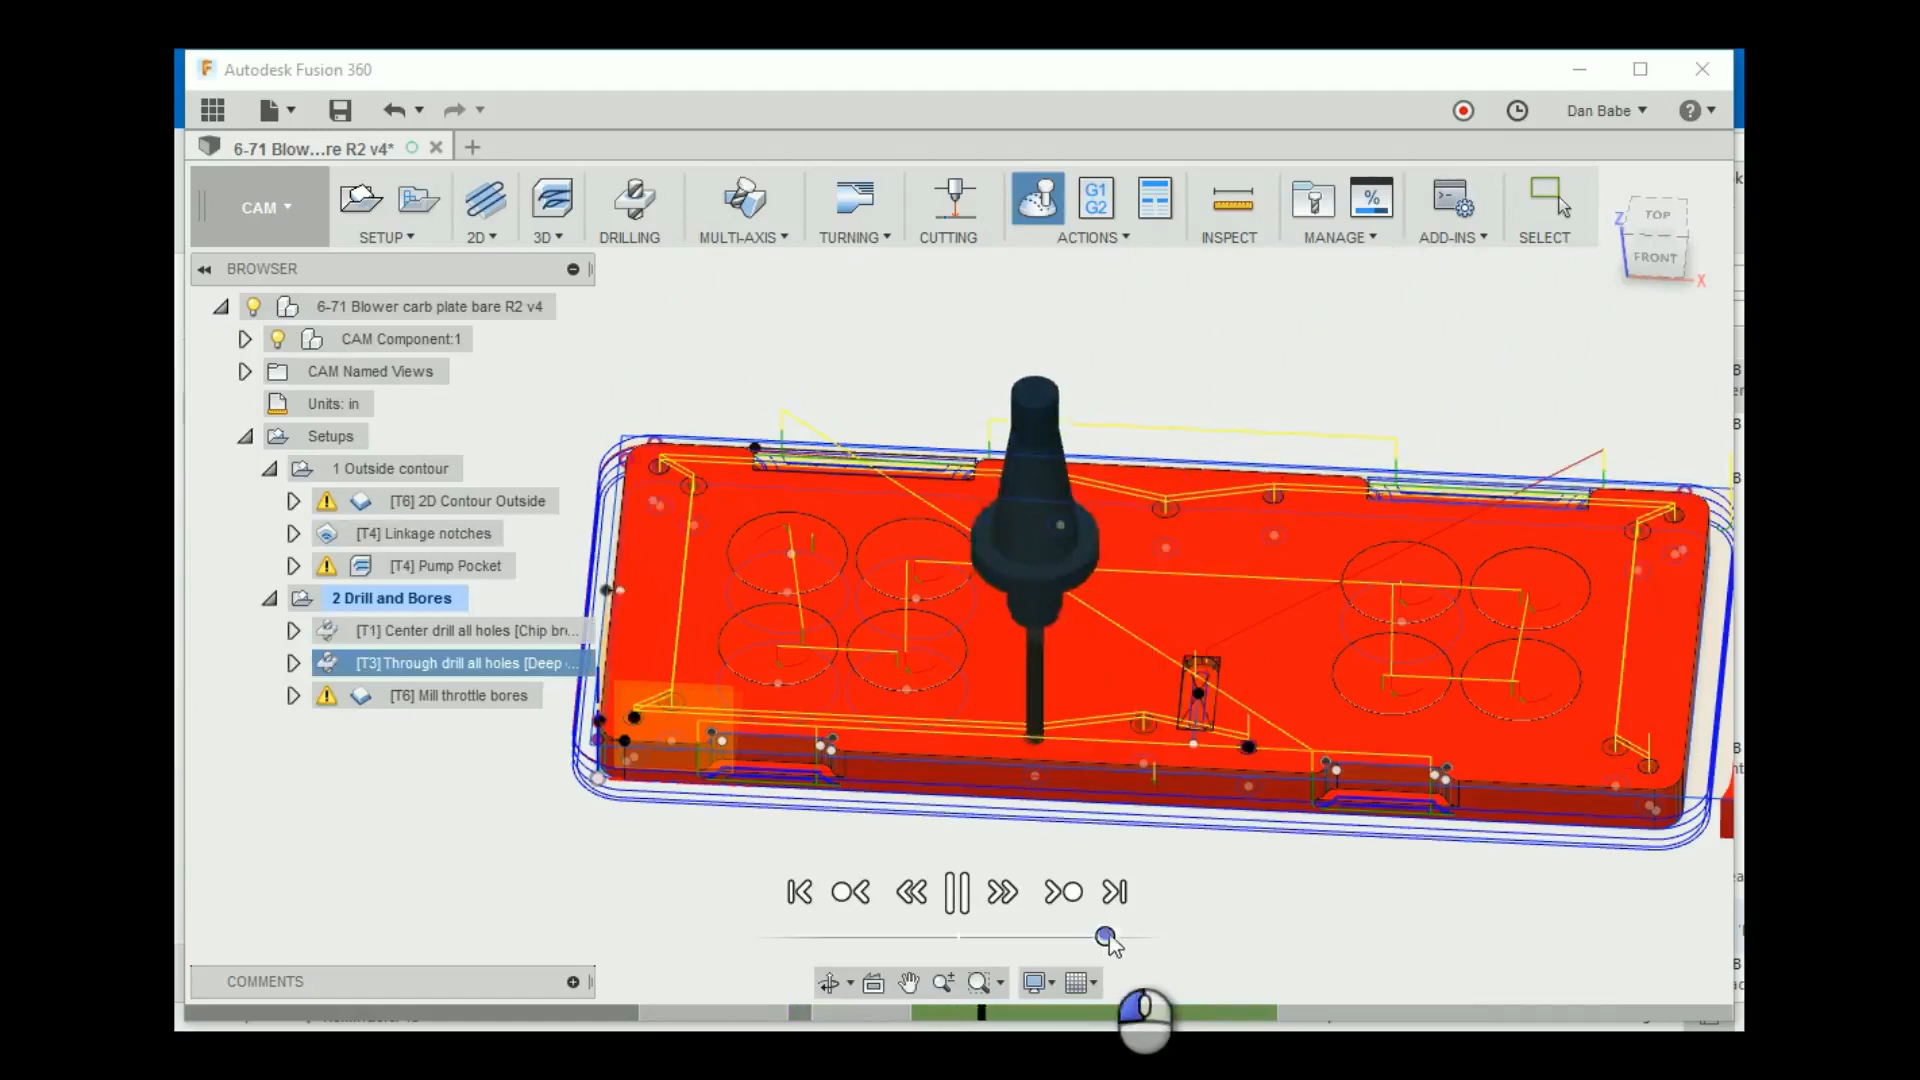 Autodesk Fusion 360
Dan Babe
6-71 Blow...re R2 v4*
CAM
G1
G2
%
SETUP
2D
3D
DRILLING
MULTI-AXIS
TURNING
CUTTING
ACTIONS
INSPECT
MANAGE
ADD-INS
SELECT
Z
TOP
FRONT
X
BROWSER
6-71 Blower carb plate bare R2 v4
CAM Component:1
CAM Named Views
Units: in
Setups
1 Outside contour
[T6] 2D Contour Outside
[T4] Linkage notches
[T4] Pump Pocket
2 Drill and Bores
[T1] Center drill all holes [Chip bre...
[T3] Through drill all holes [Deep ...
[T6] Mill throttle bores
COMMENTS